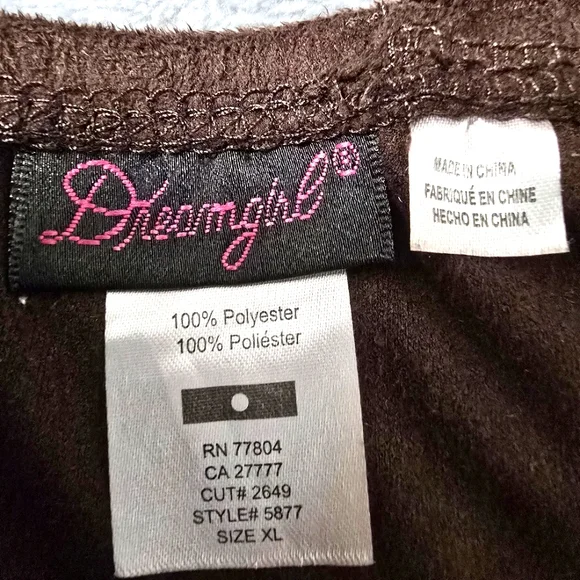 Dreamgirl®
MADE IN CHINA
FABRIQUÉ EN CHINE
HECHO EN CHINA
100% Polyester
100% Poliéster
RN 77804
CA 27777
CUT# 2649
STYLE# 5877
SIZE XL